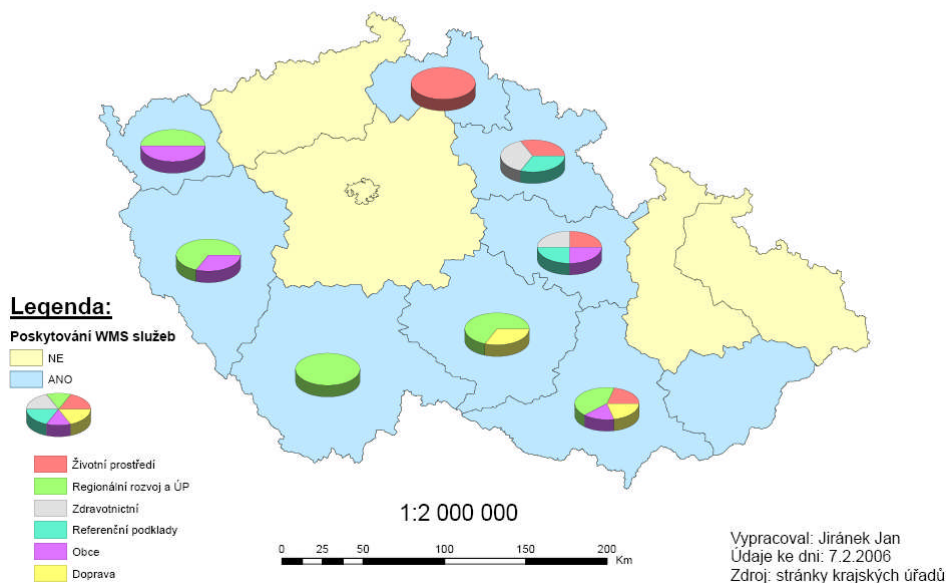 Legenda:
Poskytování WMS služeb
NE
ANO
Životní prostředí
Regionální rozvoj a ÚP
Zdravotnictní
Referenční podklady
Obce
Doprava
1:2 000 000
0 25 50 100 150 200
Km
Vypracoval: Jiránek Jan
Údaje ke dni: 7.2.2006
Zdroj: stránky krajských úřadů